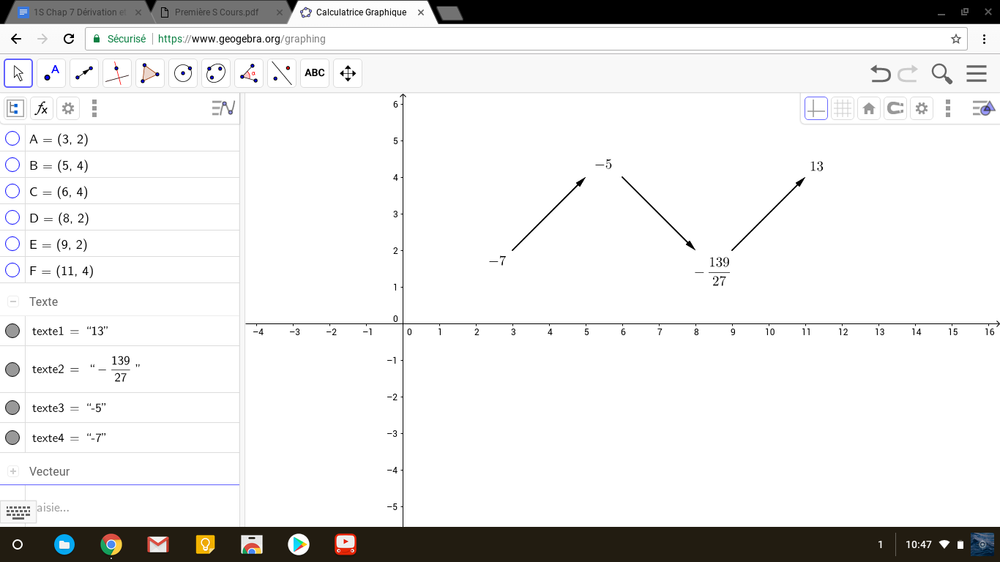 1S Chap 7 Dérivation et
Première S Cours.pdf
Calculatrice Graphique
Sécurisé
https://www.geogebra.org/graphing
A
α
ABC
fx
A = (3, 2)
B = (5, 4)
C = (6, 4)
D = (8, 2)
E = (9, 2)
F = (11, 4)
Texte
texte1 = “13”
texte2 = “− 139/27 ”
texte3 = “-5”
texte4 = “-7”
Vecteur
aisie...
6
5
4
3
2
1
0
−1
−2
−3
−4
−5
−4 −3 −2 −1 0 1 2 3 4 5 6 7 8 9 10 11 12 13 14 15 16
−7
−5
− 139/27
13
1
10:47